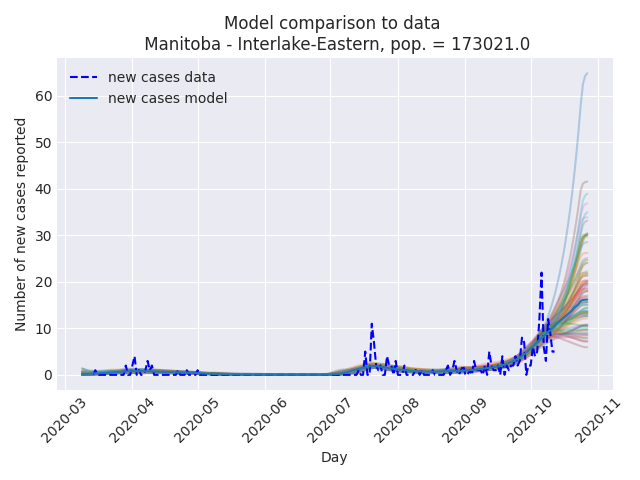 Model comparison to data
Manitoba - Interlake-Eastern, pop. = 173021.0
new cases data
new cases model
Number of new cases reported
60
50
40
30
20
10
0
2020-03
2020-04
2020-05
2020-06
2020-07
2020-08
2020-09
2020-10
2020-11
Day